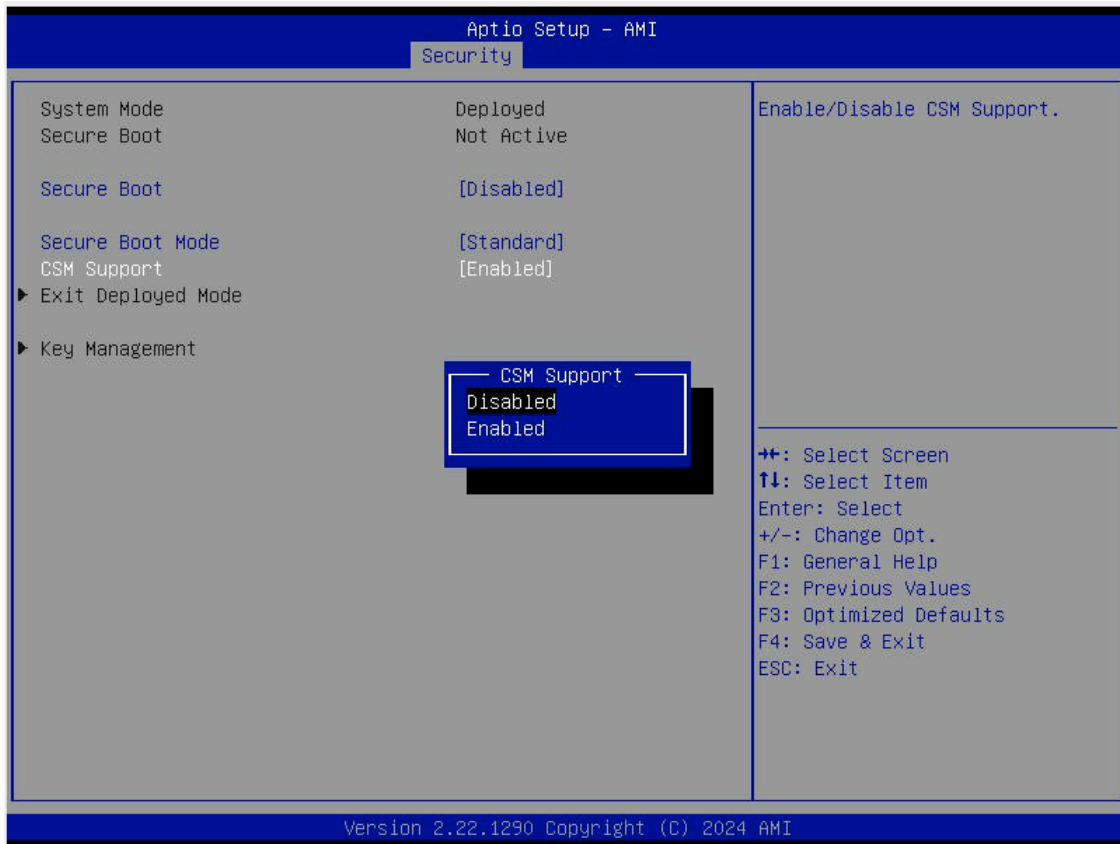 Aptio Setup – AMI
Security
System Mode Deployed
Secure Boot Not Active
Secure Boot [Disabled]
Secure Boot Mode [Standard]
CSM Support [Enabled]
Exit Deployed Mode
Key Management
CSM Support
Disabled
Enabled
Enable/Disable CSM Support.
→←: Select Screen
↑↓: Select Item
Enter: Select
+/-: Change Opt.
F1: General Help
F2: Previous Values
F3: Optimized Defaults
F4: Save & Exit
ESC: Exit
Version 2.22.1290 Copyright (C) 2024 AMI